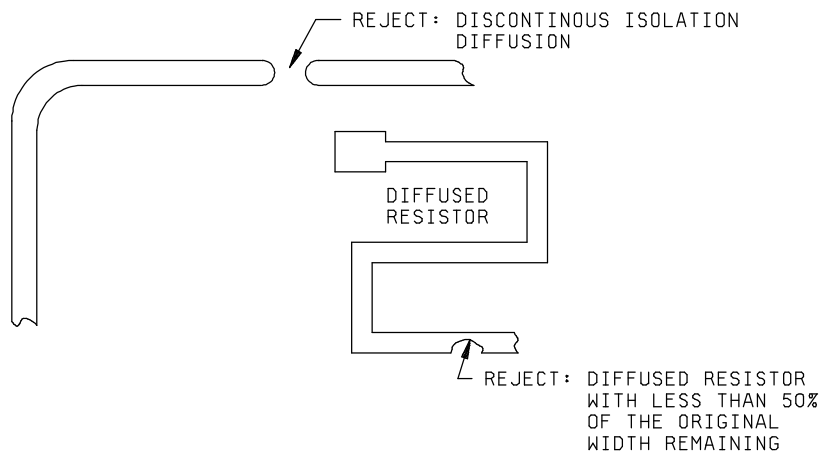 REJECT: DISCONTINOUS ISOLATION
DIFFUSION
DIFFUSED
RESISTOR
REJECT: DIFFUSED RESISTOR
WITH LESS THAN 50%
OF THE ORIGINAL
WIDTH REMAINING